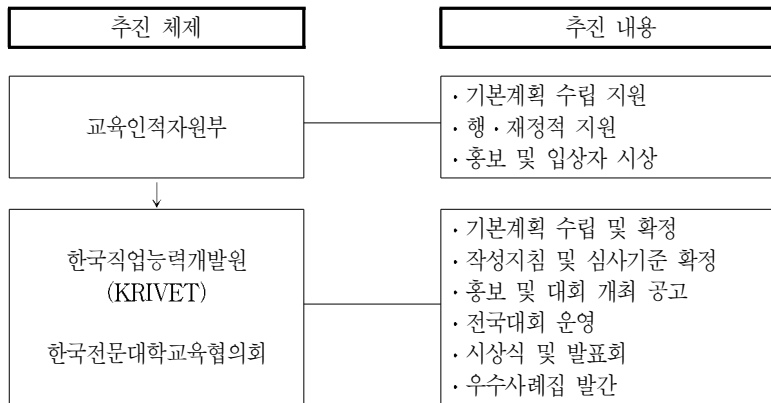 추진 체제
추진 내용
교육인적자원부
· 기본계획 수립 지원
· 행·재정적 지원
· 홍보 및 입상자 시상
한국직업능력개발원
(KRIVET)
한국전문대학교육협의회
· 기본계획 수립 및 확정
· 작성지침 및 심사기준 확정
· 홍보 및 대회 개최 공고
· 전국대회 운영
· 시상식 및 발표회
· 우수사례집 발간